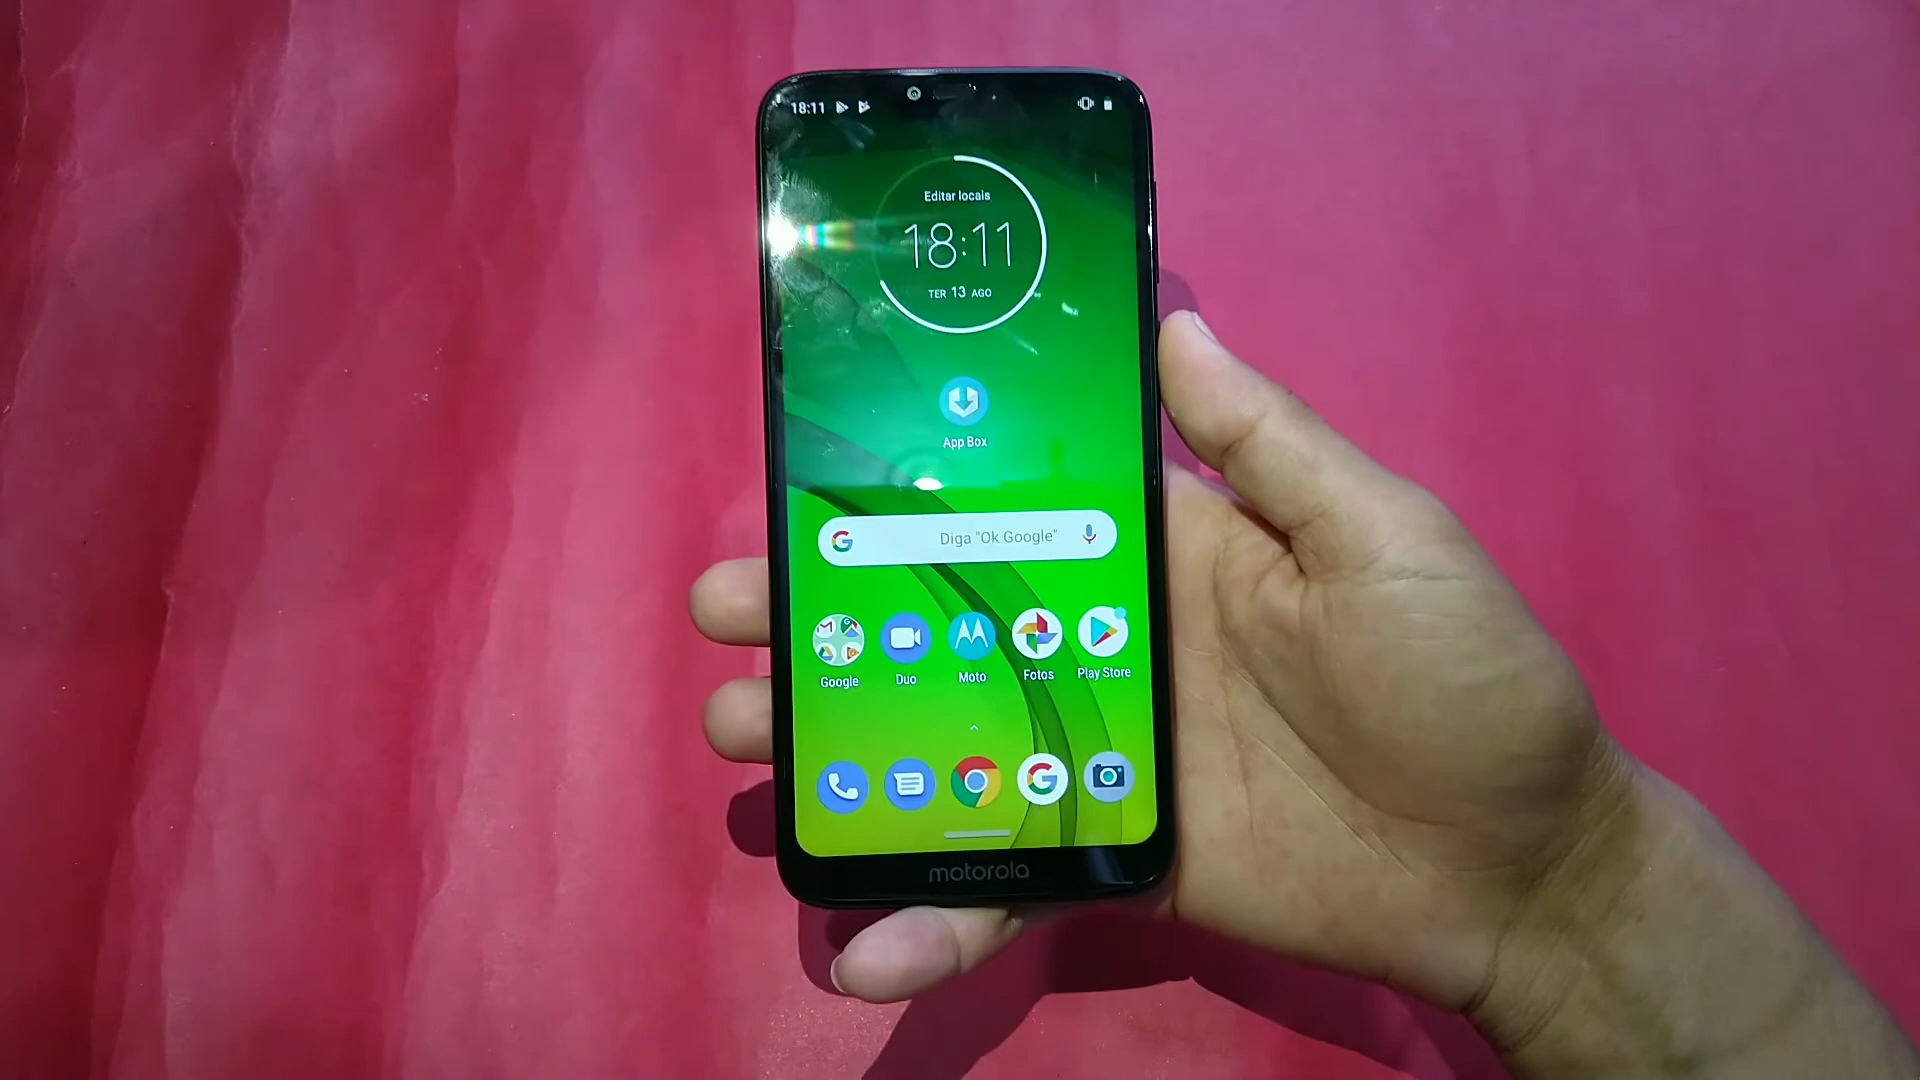 18:11
Editar locais
18:11
TER 13 AGO
App Box
Diga "Ok Google"
Google Duo Moto Fotos Play Store
motorola